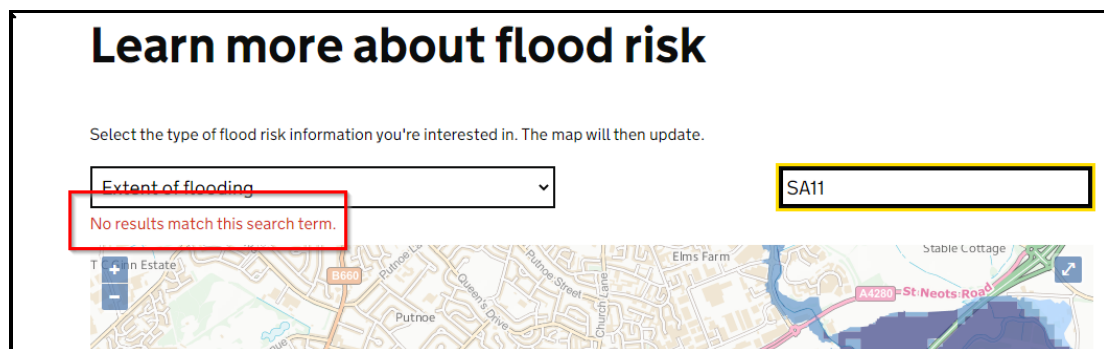 Learn more about flood risk
Select the type of flood risk information you're interested in. The map will then update.
Extent of flooding
SA11
No results match this search term.
Stable Cottage
Elms Farm
nn Estate
+
B660
Putnoe Street
Church Lane
A4280
St Neots Road
−
Queen's Drive
Putnoe